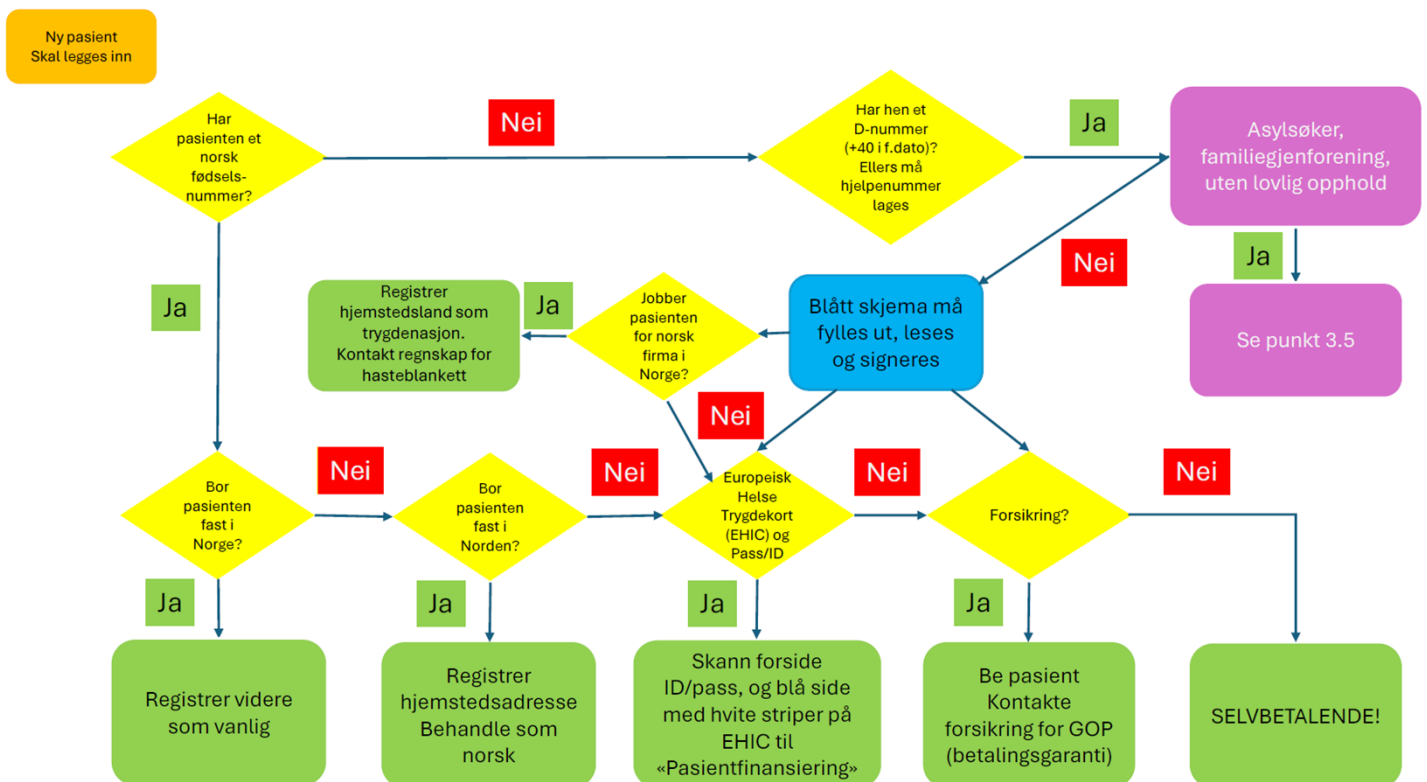 Ny pasient
Skal legges inn
Har
pasienten et
norsk
fødsels-
nummer?
Nei
Har hen et
D-nummer
(+40 i f.dato)?
Ellers må
hjelpenummer
lages
Ja
Asylsøker,
familiegjenforening,
uten lovlig opphold
Ja
Nei
Ja
Se punkt 3.5
Registrer
hjemstedsland som
trygdenasjon.
Kontakt regnskap for
hasteblankett
Ja
Jobber
pasienten
for norsk
firma i
Norge?
Blått skjema må
fylles ut, leses
og signeres
Nei
Bor
pasienten
fast i
Norge?
Nei
Bor
pasienten
fast i
Norden?
Nei
Europeisk
Helse
Trygdekort
(EHIC) og
Pass/ID
Nei
Forsikring?
Nei
Ja
Ja
Ja
Ja
Registrer videre
som vanlig
Registrer
hjemstedsadresse
Behandle som
norsk
Skann forside
ID/pass, og blå side
med hvite striper på
EHIC til
«Pasientfinansiering»
Be pasient
Kontakte
forsikring for GOP
(betalingsgaranti)
SELVBETALENDE!